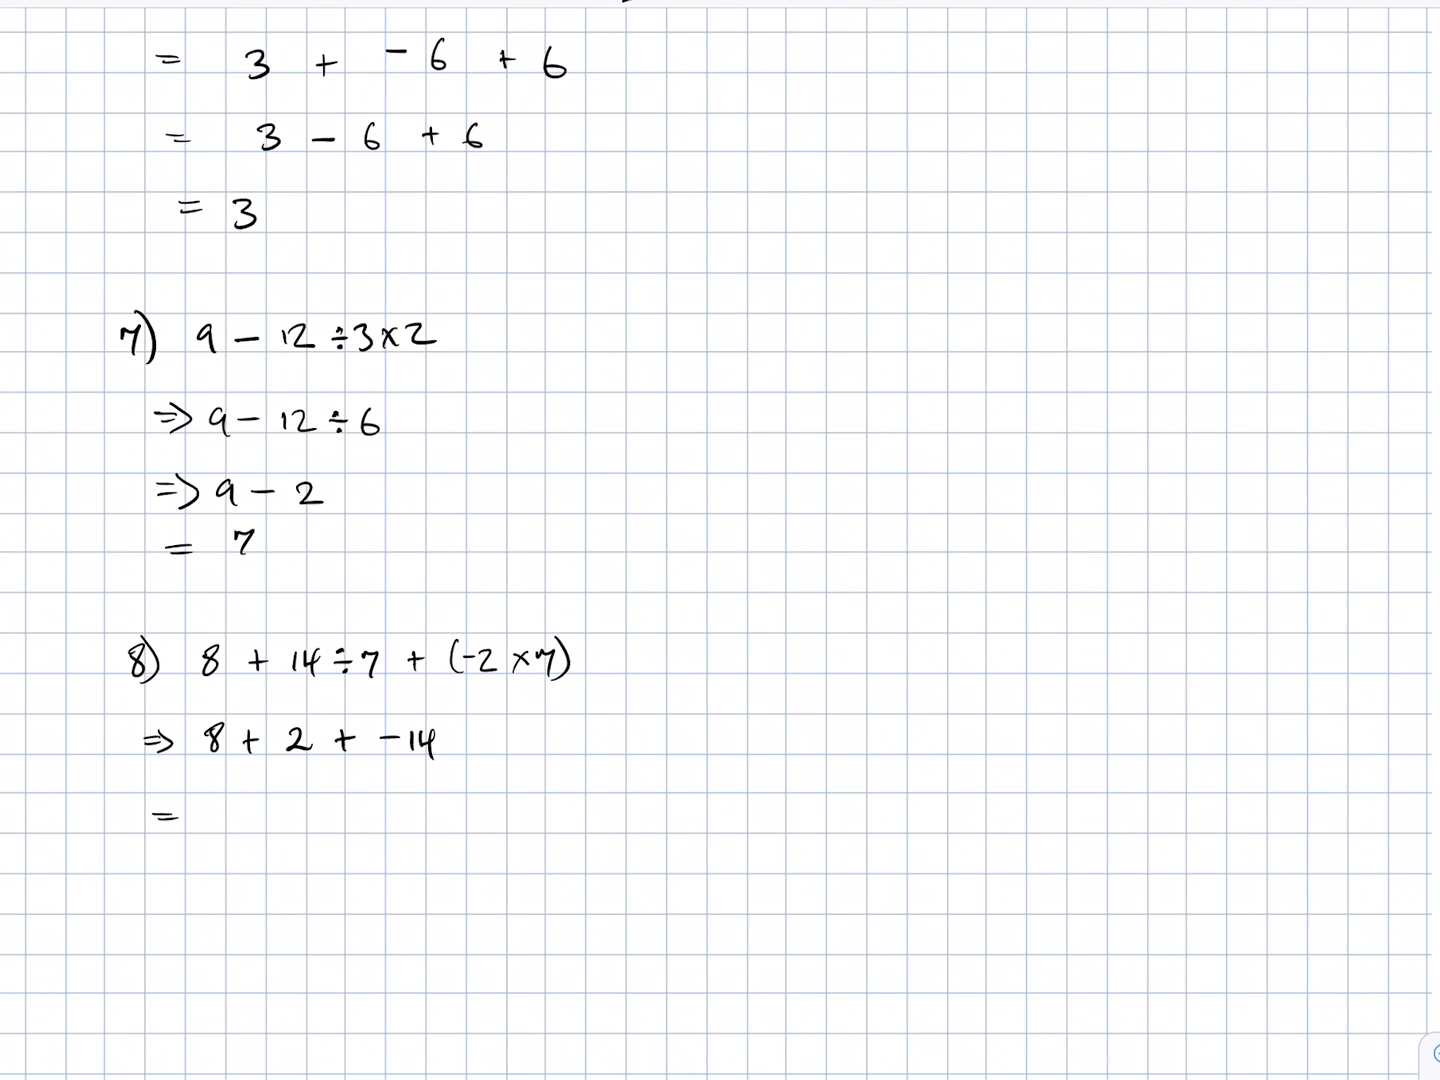 = 3 + -6 + 6
= 3 - 6 + 6
= 3
7) 9 - 12 ÷ 3 × 2
⇒ 9 - 12 ÷ 6
⇒ 9 - 2
= 7
8) 8 + 14 ÷ 7 + (-2 × 7)
⇒ 8 + 2 + -14
=